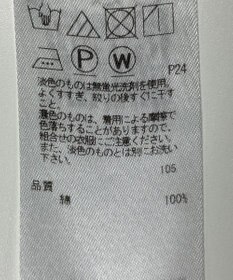 P W
P24
淡色のものは無蛍光洗剤を使用。
よくすすぎ、絞りの後すぐに干す
こと。
濃色のものは、着用による摩擦で
色落ちすることがありますので、
組合せの衣服にご注意ください。
また、淡色のものとは別にお洗い
下さい。
105
品質
綿 100%